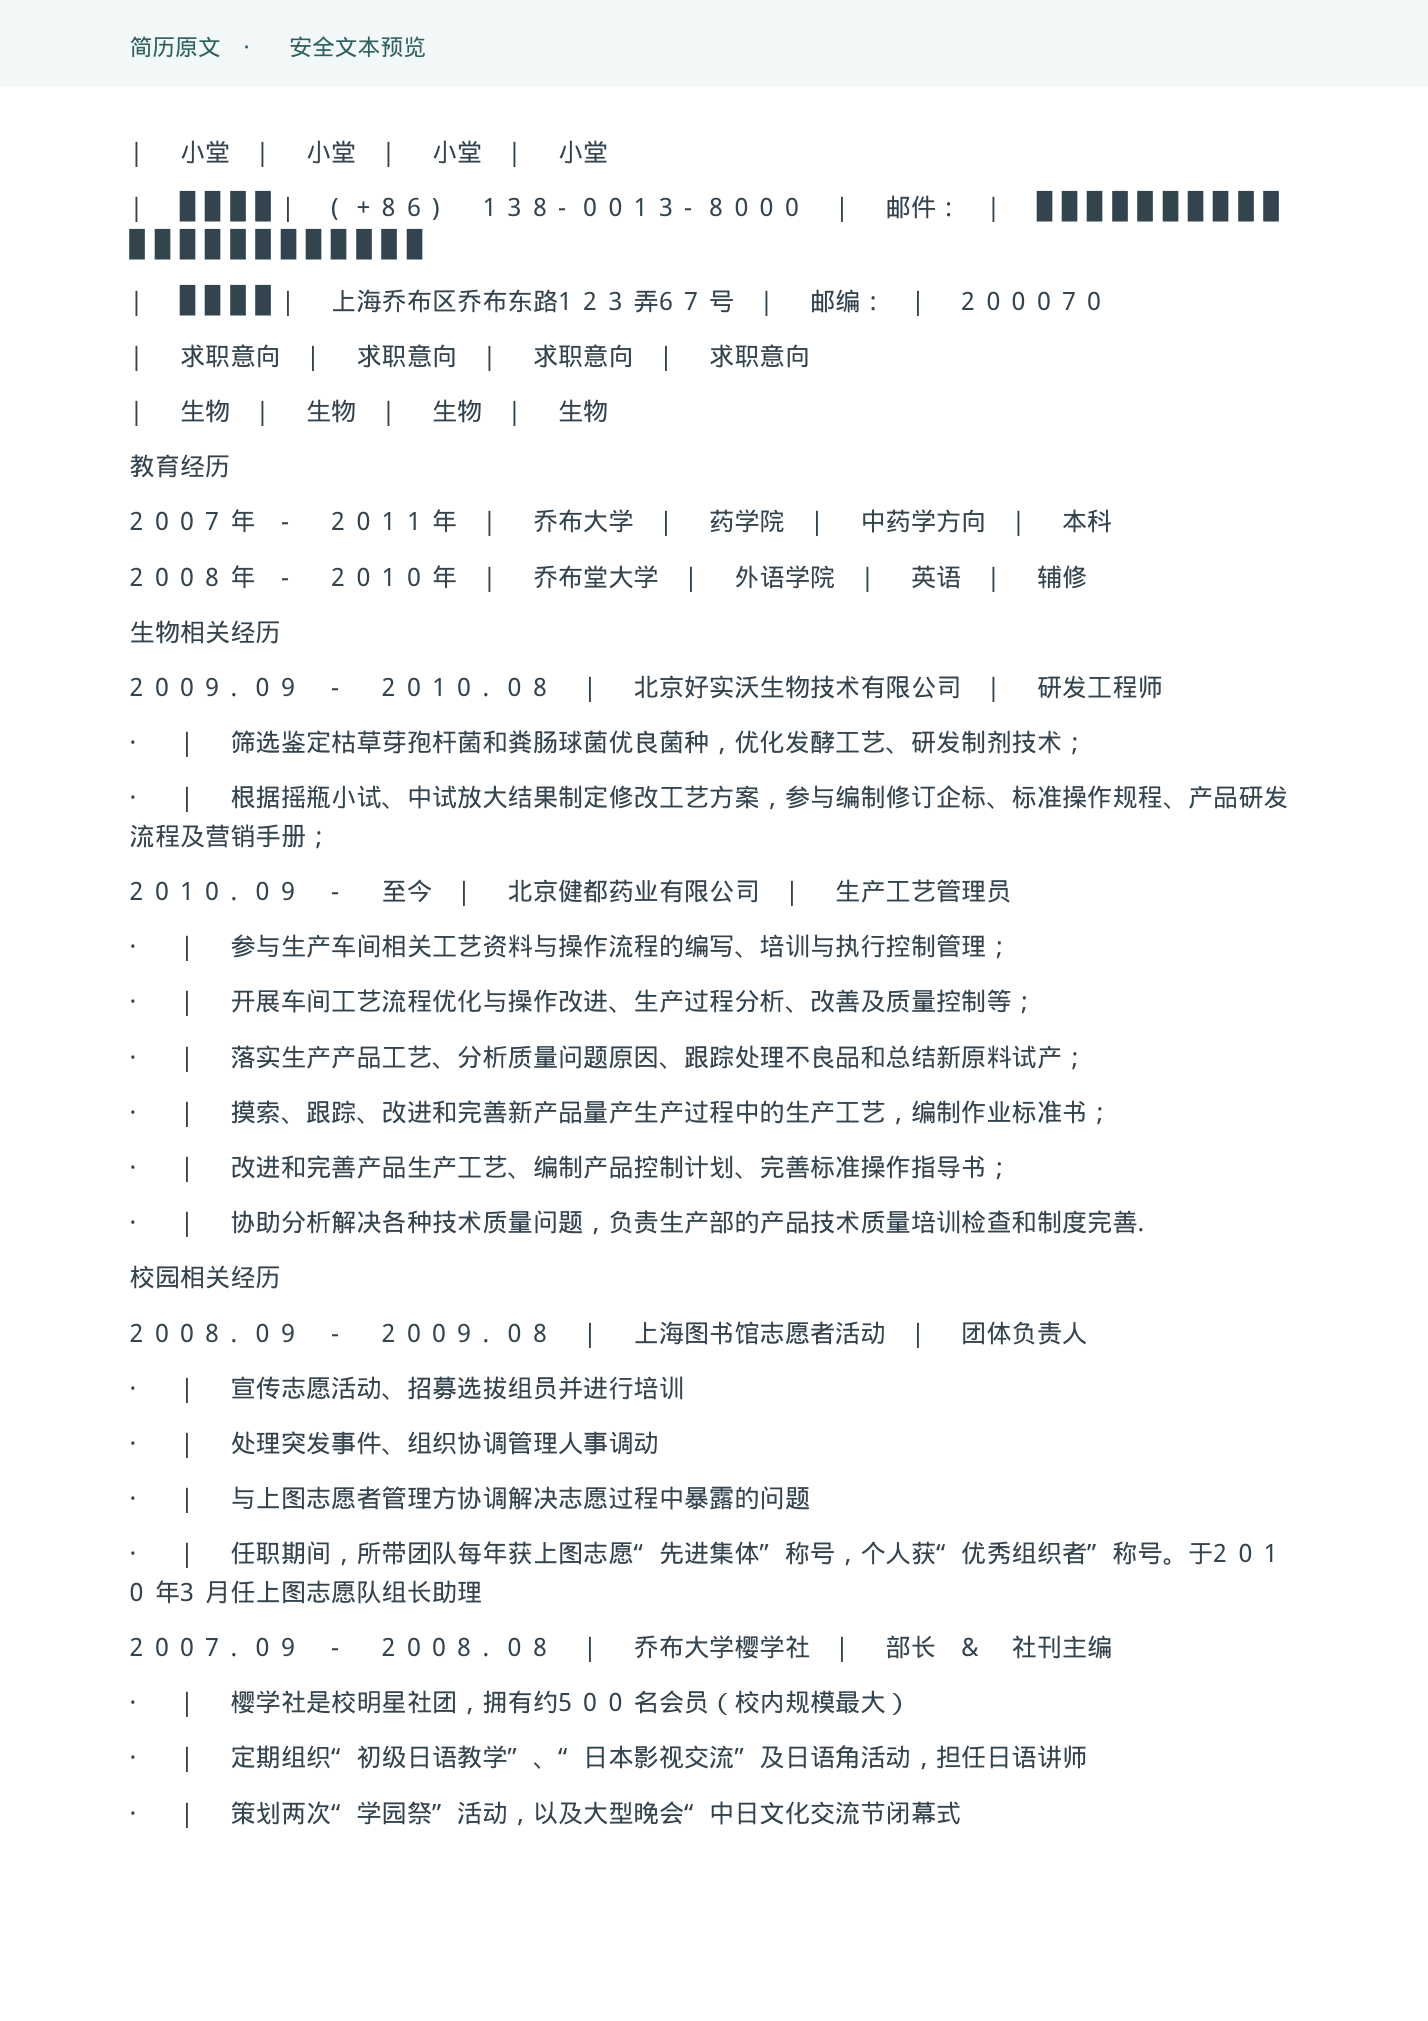 简历原文 · 安全文本预览
| 小堂 | 小堂 | 小堂 | 小堂
| ████ | (+86) 138-0013-8000 | 邮件： | ██████████
████████████
| ████ | 上海乔布区乔布东路123弄67号 | 邮编： | 200070
| 求职意向 | 求职意向 | 求职意向 | 求职意向
| 生物 | 生物 | 生物 | 生物
教育经历
2007年 - 2011年 | 乔布大学 | 药学院 | 中药学方向 | 本科
2008年 - 2010年 | 乔布堂大学 | 外语学院 | 英语 | 辅修
生物相关经历
2009.09 - 2010.08 | 北京好实沃生物技术有限公司 | 研发工程师
· | 筛选鉴定枯草芽孢杆菌和粪肠球菌优良菌种，优化发酵工艺、研发制剂技术；
· | 根据摇瓶小试、中试放大结果制定修改工艺方案，参与编制修订企标、标准操作规程、产品研发
流程及营销手册；
2010.09 - 至今 | 北京健都药业有限公司 | 生产工艺管理员
· | 参与生产车间相关工艺资料与操作流程的编写、培训与执行控制管理；
· | 开展车间工艺流程优化与操作改进、生产过程分析、改善及质量控制等；
· | 落实生产产品工艺、分析质量问题原因、跟踪处理不良品和总结新原料试产；
· | 摸索、跟踪、改进和完善新产品量产生产过程中的生产工艺，编制作业标准书；
· | 改进和完善产品生产工艺、编制产品控制计划、完善标准操作指导书；
· | 协助分析解决各种技术质量问题，负责生产部的产品技术质量培训检查和制度完善.
校园相关经历
2008.09 - 2009.08 | 上海图书馆志愿者活动 | 团体负责人
· | 宣传志愿活动、招募选拔组员并进行培训
· | 处理突发事件、组织协调管理人事调动
· | 与上图志愿者管理方协调解决志愿过程中暴露的问题
· | 任职期间，所带团队每年获上图志愿“先进集体”称号，个人获“优秀组织者”称号。于201
0年3月任上图志愿队组长助理
2007.09 - 2008.08 | 乔布大学樱学社 | 部长 & 社刊主编
· | 樱学社是校明星社团，拥有约500名会员（校内规模最大）
· | 定期组织“初级日语教学”、“日本影视交流”及日语角活动，担任日语讲师
· | 策划两次“学园祭”活动，以及大型晚会“中日文化交流节闭幕式